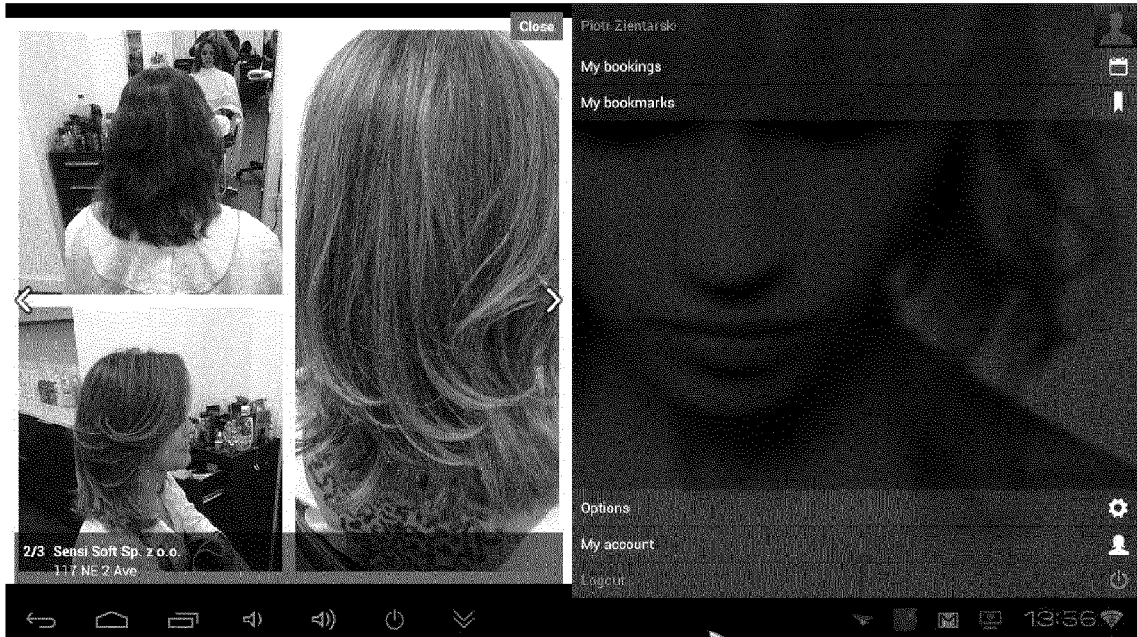 Close
2/3 Sensi Soft Sp. z o.o.
117 NE 2 Ave
Piotr Zientarski
My bookings
My bookmarks
Options
My account
Logout
13:36